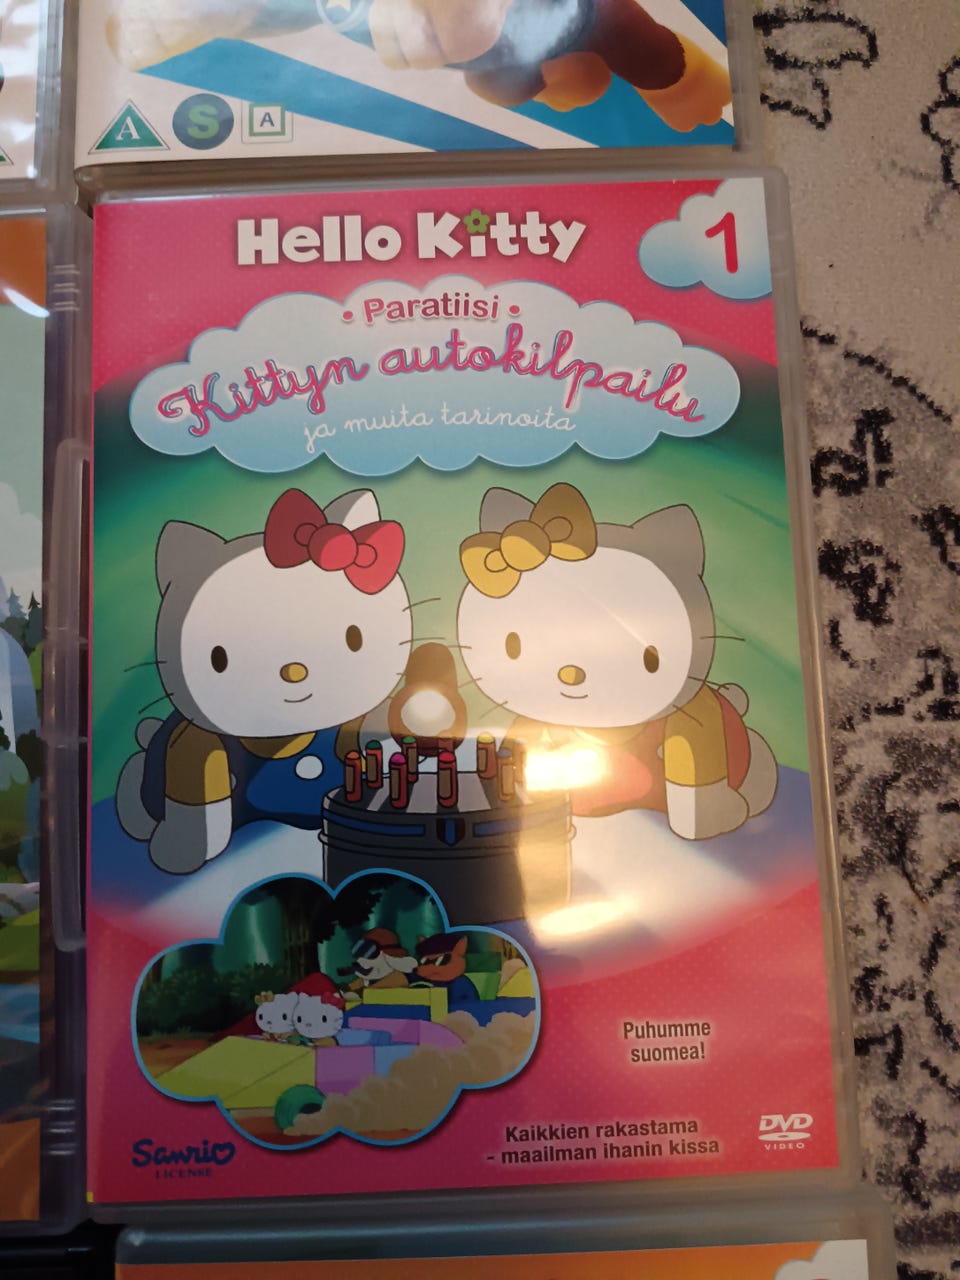 A
S
A
Hello Kitty
1
• Paratiisi •
Kittyn autokilpailu
ja muita tarinoita
Puhumme
suomea!
Kaikkien rakastama
- maailman ihanin kissa
DVD
VIDEO
Sanrio
LICENSE